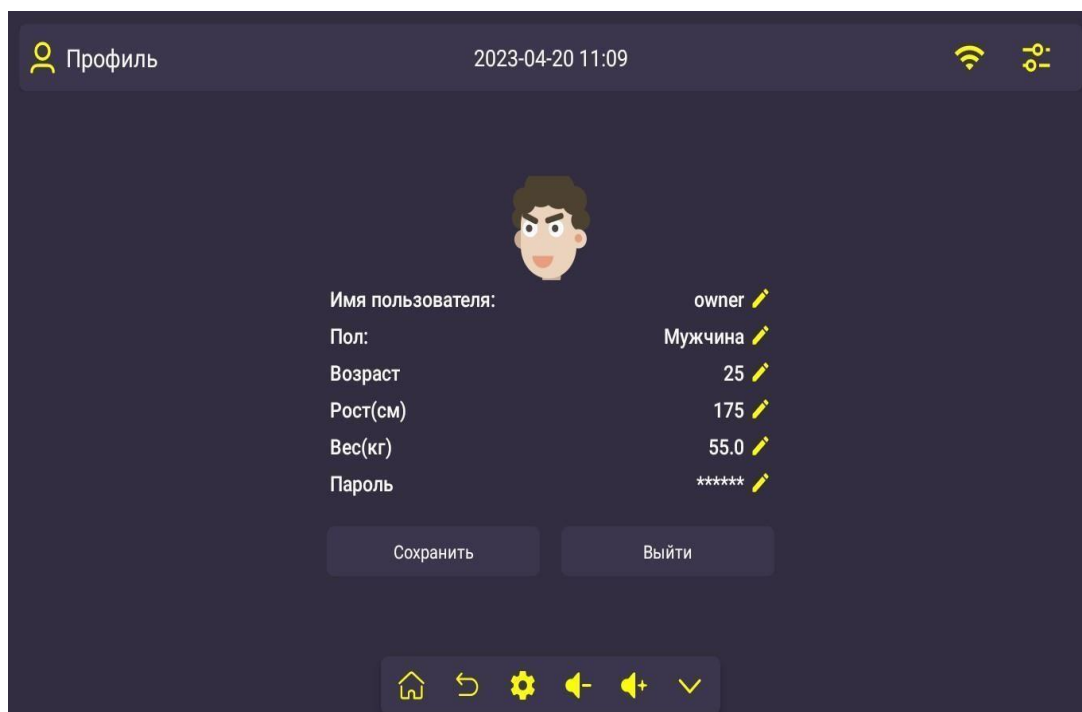 Профиль 2023-04-20 11:09
Имя пользователя: owner
Пол: Мужчина
Возраст 25
Рост(см) 175
Вес(кг) 55.0
Пароль ******
Сохранить Выйти